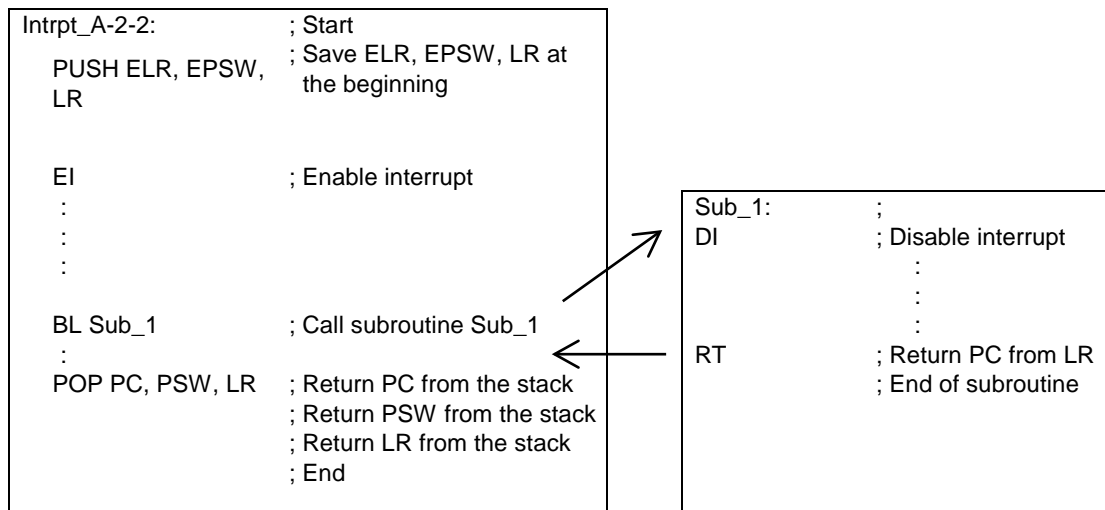 Intrpt_A-2-2: ; Start
PUSH ELR, EPSW, ; Save ELR, EPSW, LR at
LR the beginning
EI ; Enable interrupt
:
:
:
BL Sub_1 ; Call subroutine Sub_1
:
POP PC, PSW, LR ; Return PC from the stack
; Return PSW from the stack
; Return LR from the stack
; End
Sub_1: ;
DI ; Disable interrupt
:
:
:
RT ; Return PC from LR
; End of subroutine